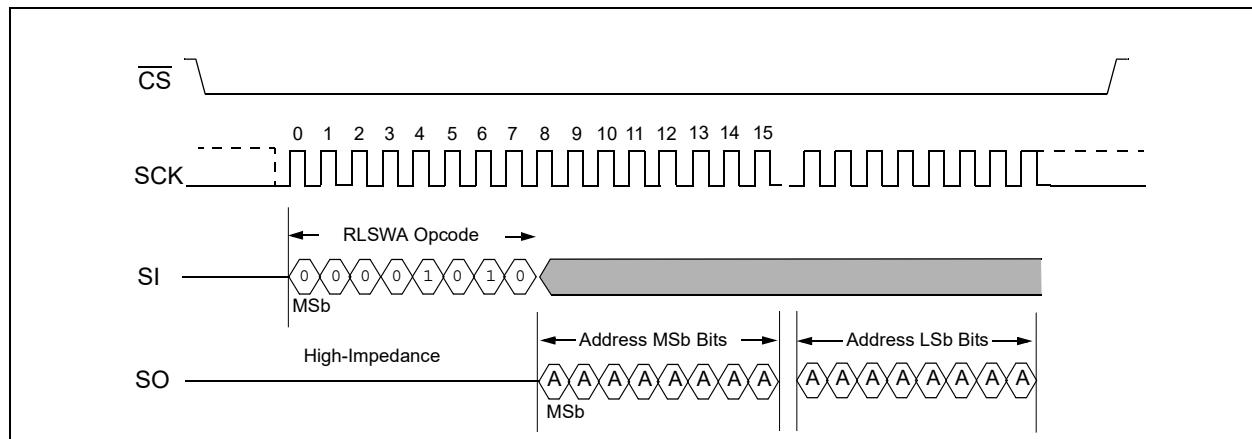 CS
0 1 2 3 4 5 6 7 8 9 10 11 12 13 14 15
SCK
RLSWA Opcode
SI 0 0 0 0 1 0 1 0
MSb
Address MSb Bits Address LSb Bits
High-Impedance
SO A A A A A A A A A A A A A A A A
MSb